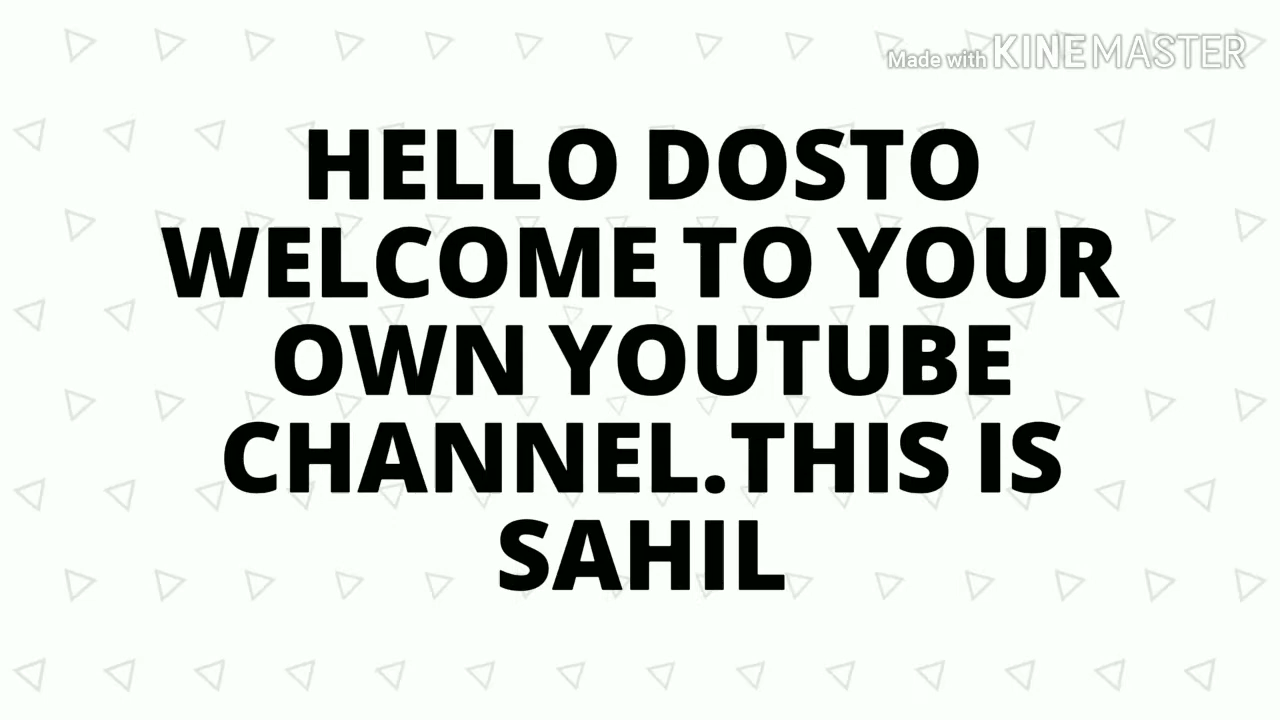 Made with KINEMASTER
HELLO DOSTO
WELCOME TO YOUR
OWN YOUTUBE
CHANNEL.THIS IS
SAHIL